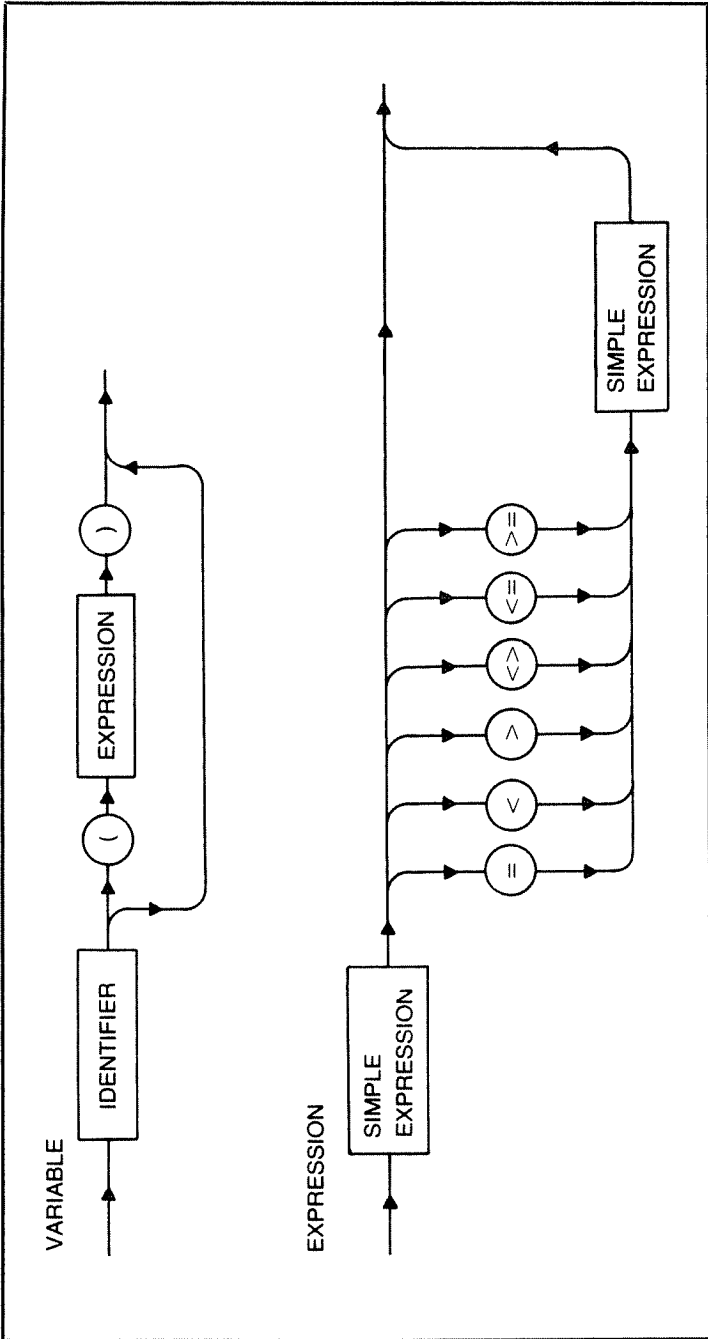 VARIABLE
IDENTIFIER
(
EXPRESSION
)
EXPRESSION
SIMPLE
EXPRESSION
=
<
>
<>
<=
>=
SIMPLE
EXPRESSION